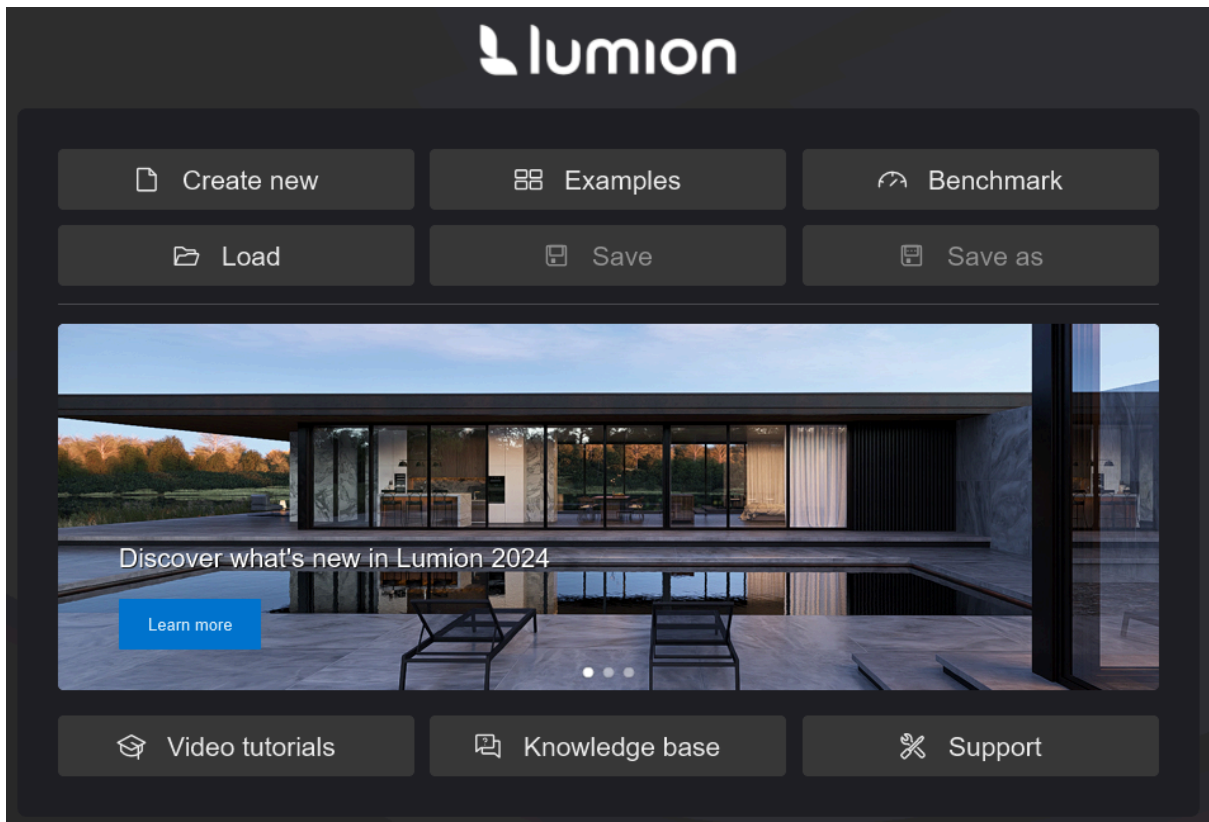 lumion
Create new
Examples
Benchmark
Load
Save
Save as
Discover what's new in Lumion 2024
Learn more
Video tutorials
Knowledge base
Support